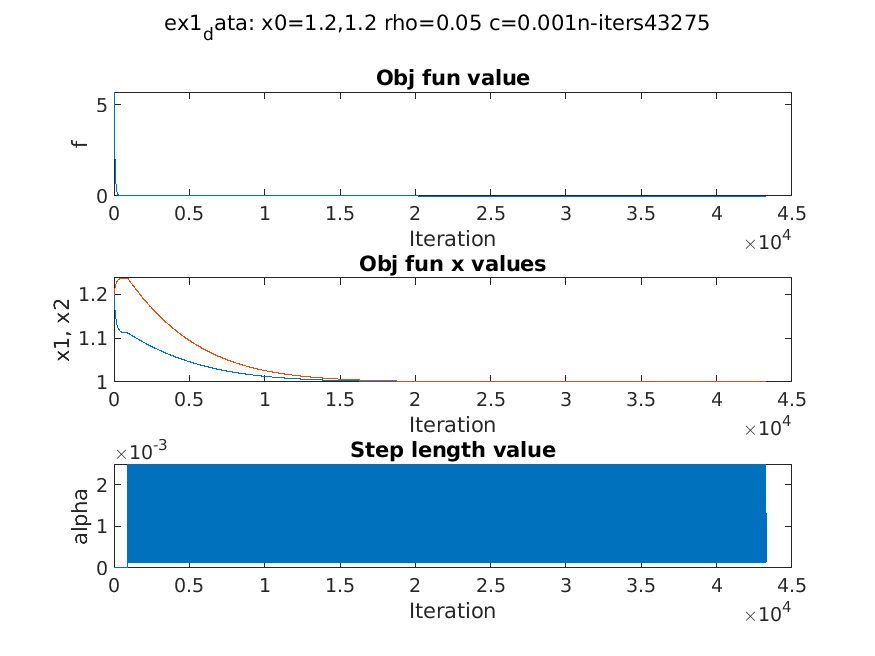 ex1_data: x0=1.2,1.2 rho=0.05 c=0.001n-iters43275
Obj fun value
5
0
f
0 0.5 1 1.5 2 2.5 3 3.5 4 4.5
Iteration
×10^4
Obj fun x values
1.2
1.1
1
x1, x2
0 0.5 1 1.5 2 2.5 3 3.5 4 4.5
Iteration
×10^4
Step length value
×10^-3
2
1
0
alpha
0 0.5 1 1.5 2 2.5 3 3.5 4 4.5
Iteration
×10^4